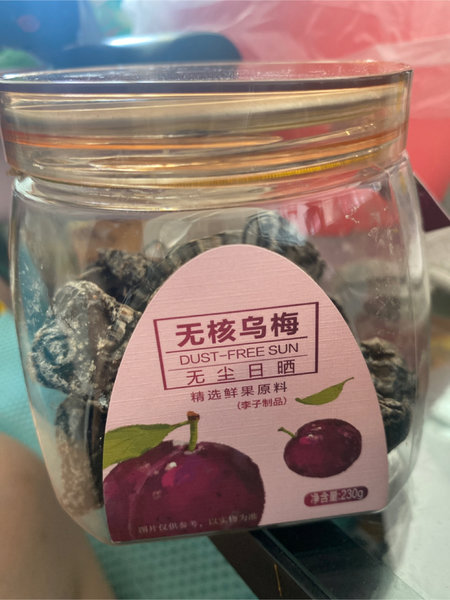 无核乌梅
DUST-FREE SUN
无尘日晒
精选鲜果原料
(李子制品)
净含量:230g
图片仅供参考，以实物为准